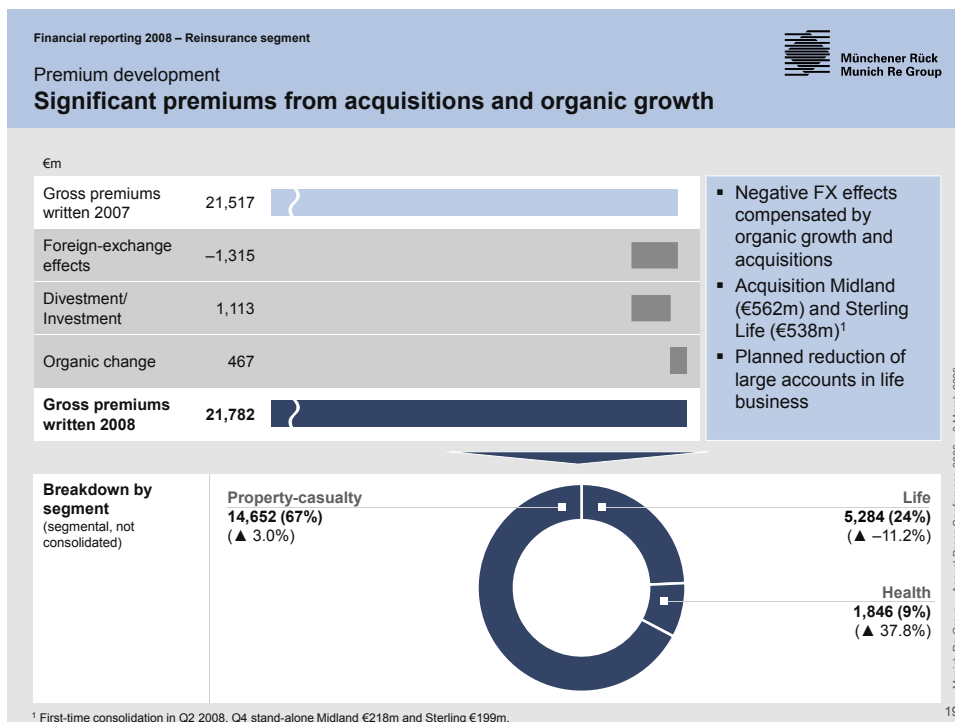 Financial reporting 2008 – Reinsurance segment
Münchener Rück
Munich Re Group
Premium development
Significant premiums from acquisitions and organic growth
€m
Gross premiums
written 2007
21,517
Foreign-exchange
effects
–1,315
Divestment/
Investment
1,113
Organic change
467
Gross premiums
written 2008
21,782
▪ Negative FX effects
compensated by
organic growth and
acquisitions
▪ Acquisition Midland
(€562m) and Sterling
Life (€538m)¹
▪ Planned reduction of
large accounts in life
business
Breakdown by
segment
(segmental, not
consolidated)
Property-casualty
14,652 (67%)
(▲ 3.0%)
Life
5,284 (24%)
(▲ –11.2%)
Health
1,846 (9%)
(▲ 37.8%)
¹ First-time consolidation in Q2 2008. Q4 stand-alone Midland €218m and Sterling €199m.
19